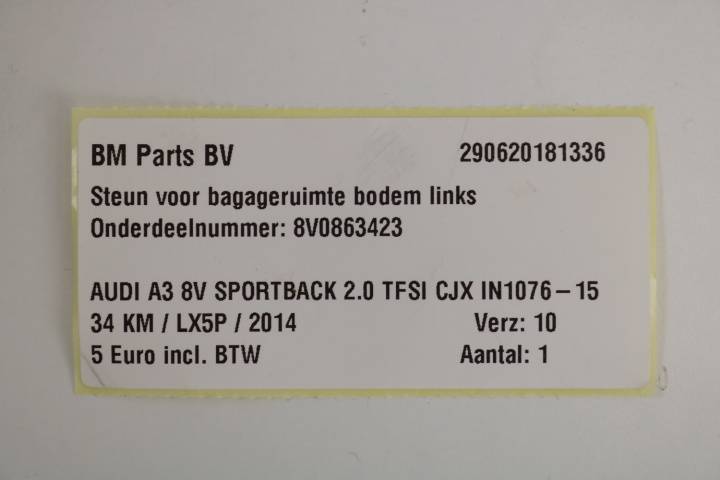 BM Parts BV 290620181336
Steun voor bagageruimte bodem links
Onderdeelnummer: 8V0863423
AUDI A3 8V SPORTBACK 2.0 TFSI CJX IN1076-15
34 KM / LX5P / 2014 Verz: 10
5 Euro incl. BTW Aantal: 1